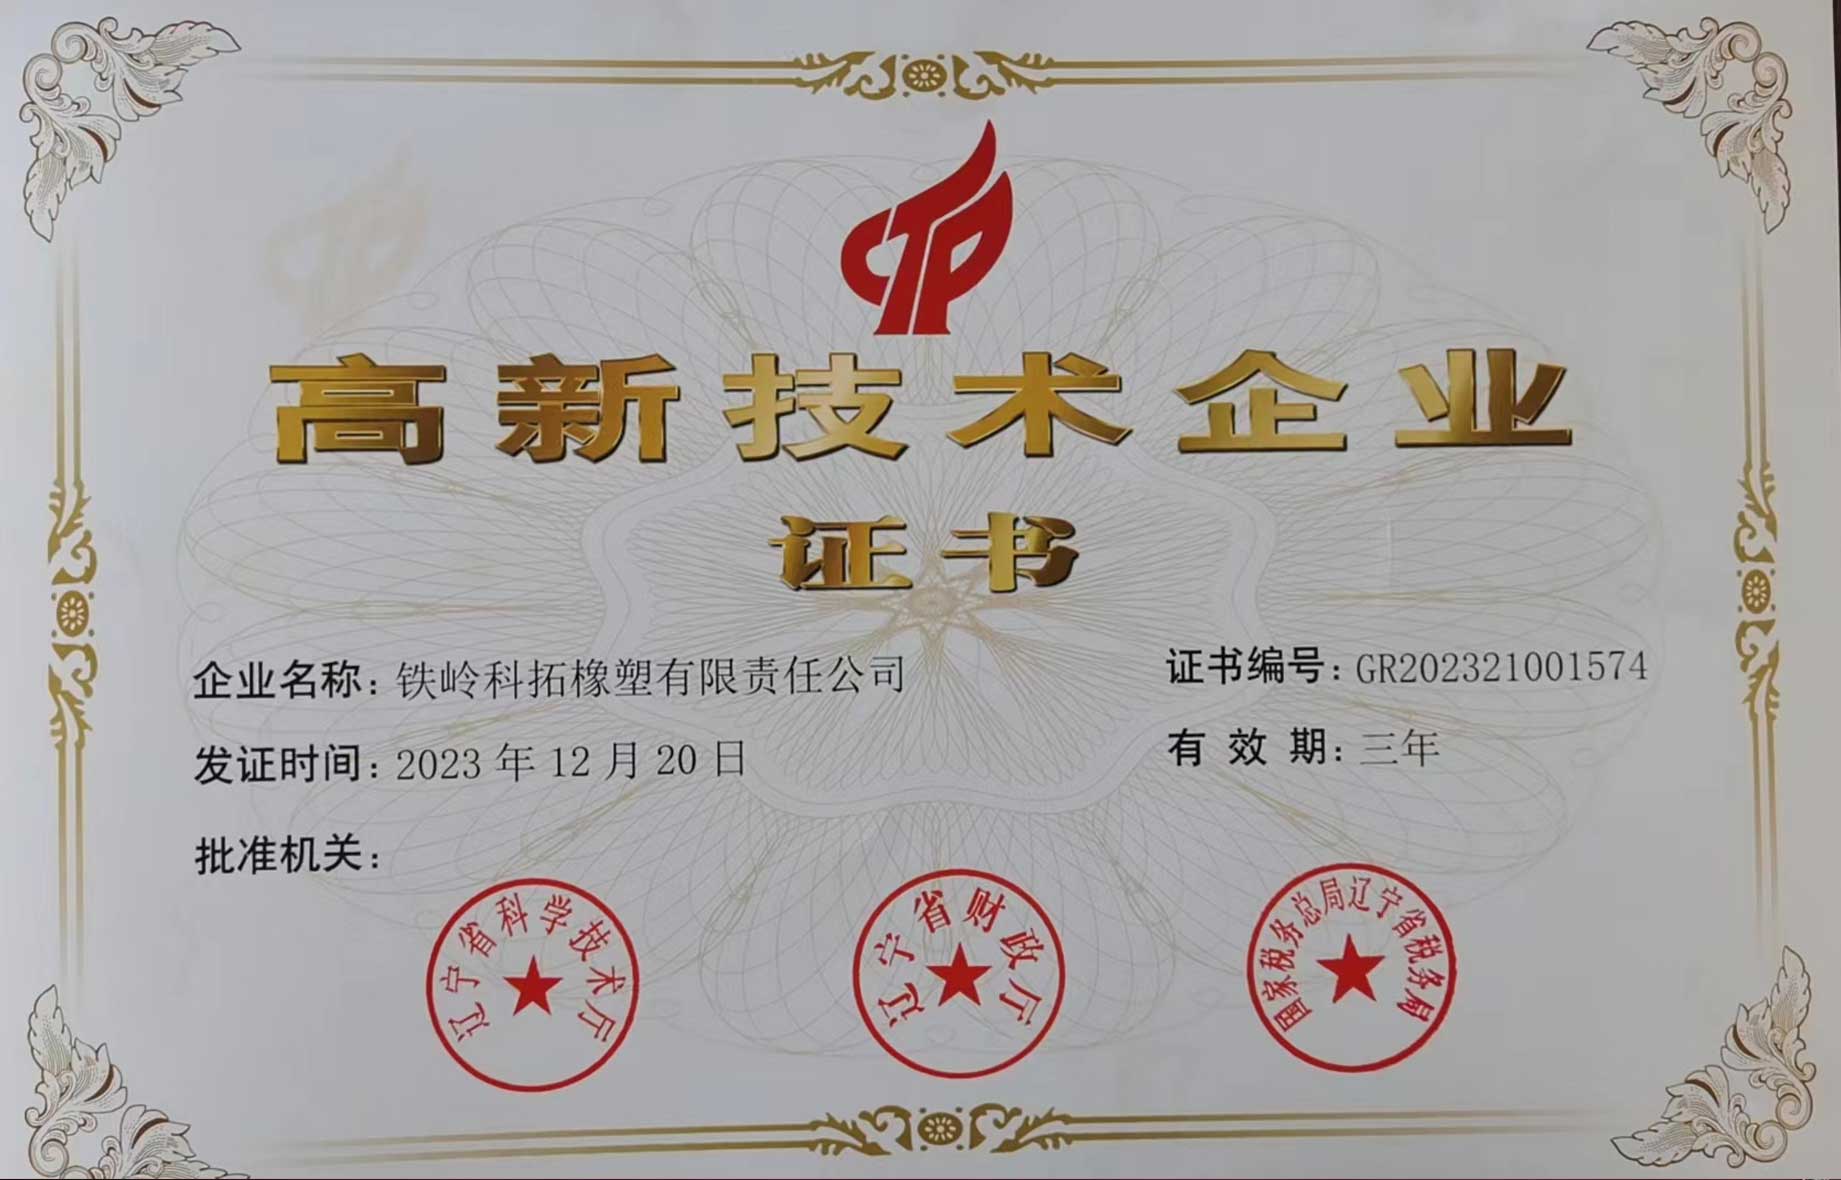 高新技术企业
证书
企业名称：铁岭科拓橡塑有限责任公司
证书编号：GR202321001574
发证时间：2023年12月20日
有效期：三年
批准机关：
辽宁省科学技术厅
辽宁省财政厅
国家税务总局辽宁省税务局